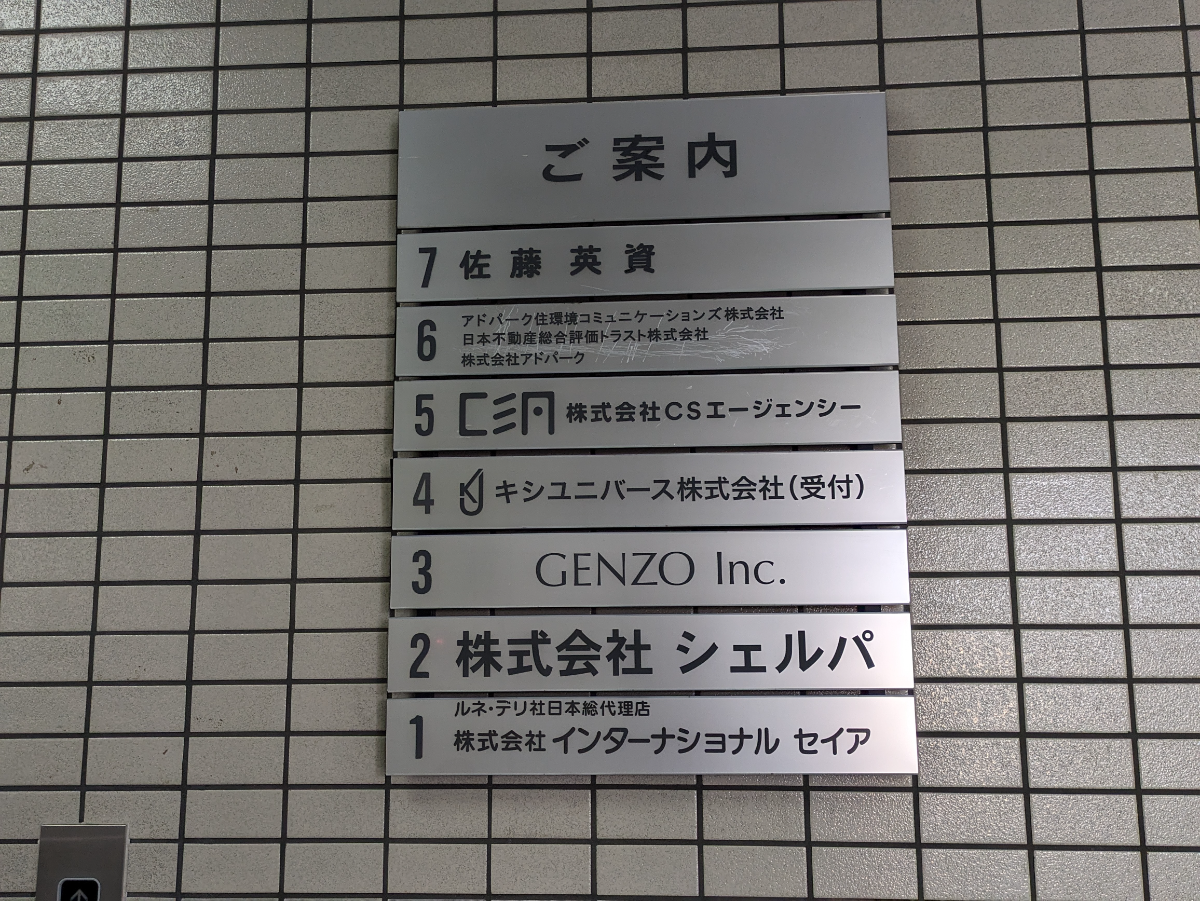 ご案内
7 佐藤英資
6 アドパーク住環境コミュニケーションズ株式会社
日本不動産総合評価トラスト株式会社
株式会社アドパーク
5 CSA 株式会社CSエージェンシー
4 キシユニバース株式会社(受付)
3 GENZO Inc.
2 株式会社 シェルパ
1 ルネ・デリ社日本総代理店
株式会社 インターナショナル セイア